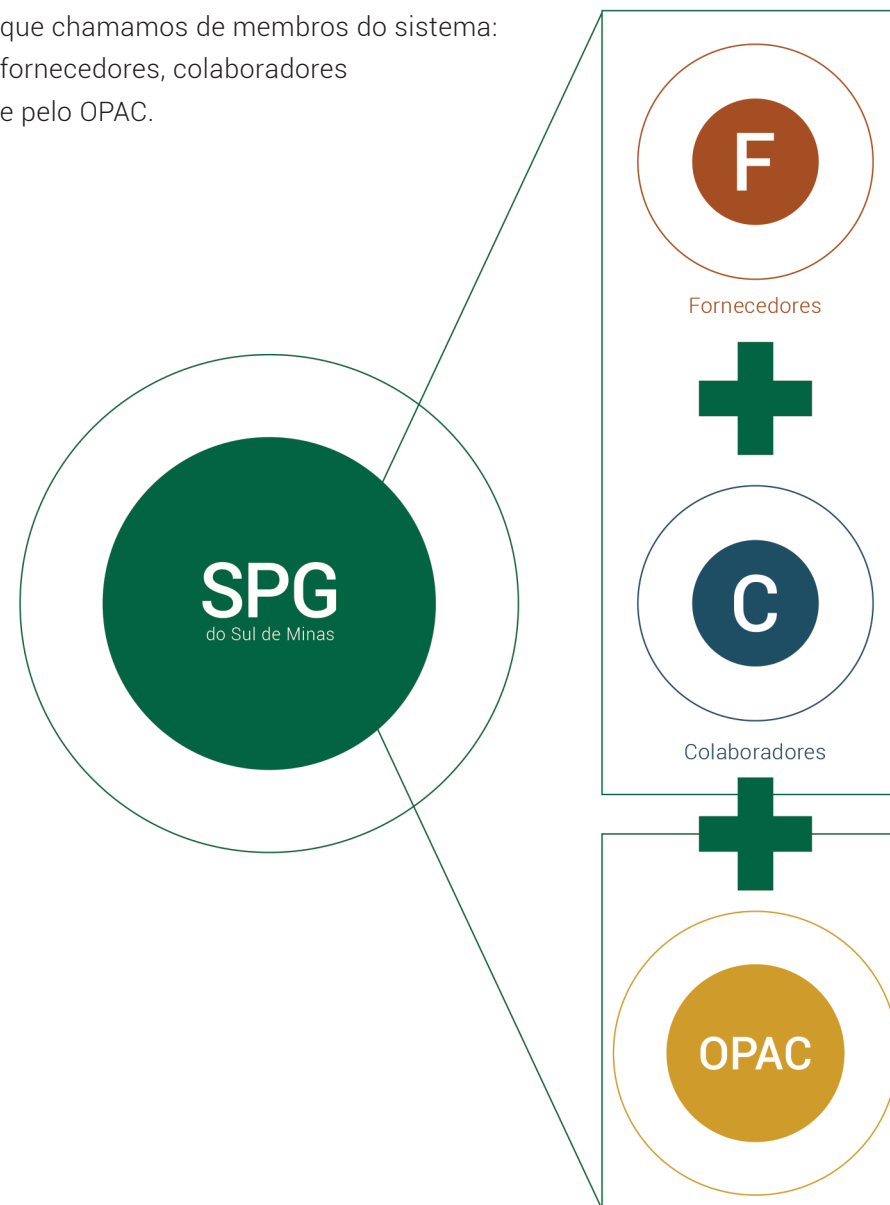 que chamamos de membros do sistema:
fornecedores, colaboradores
e pelo OPAC.
F
Fornecedores
SPG
do Sul de Minas
C
Colaboradores
OPAC